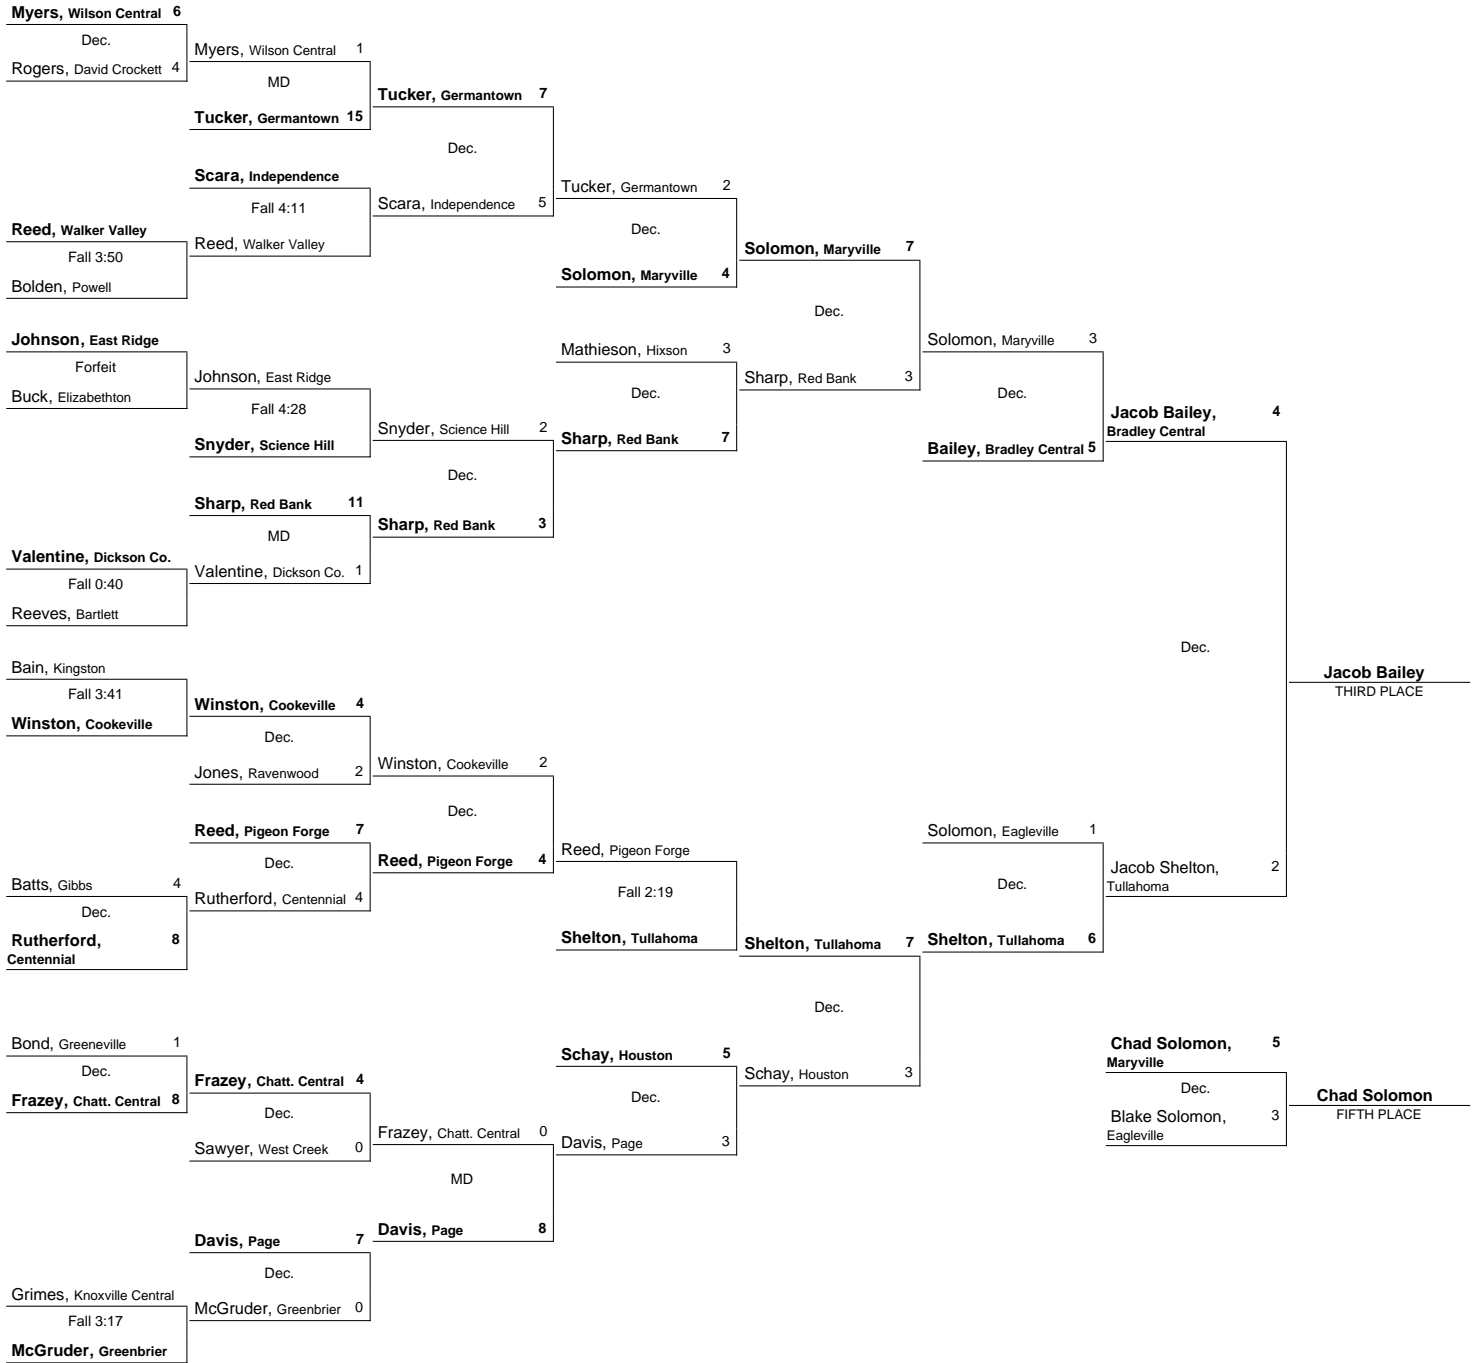 Myers, Wilson Central 6
Dec.
Rogers, David Crockett 4
Reed, Walker Valley
Fall 3:50
Bolden, Powell
Johnson, East Ridge
Forfeit
Buck, Elizabethton
Valentine, Dickson Co.
Fall 0:40
Reeves, Bartlett
Bain, Kingston
Fall 3:41
Winston, Cookeville
Batts, Gibbs 4
Dec.
Rutherford, 8
Centennial
Bond, Greeneville 1
Dec.
Frazey, Chatt. Central 8
Grimes, Knoxville Central
Fall 3:17
McGruder, Greenbrier
Myers, Wilson Central 1
MD
Tucker, Germantown 15
Scara, Independence
Fall 4:11
Reed, Walker Valley
Johnson, East Ridge
Fall 4:28
Snyder, Science Hill
Sharp, Red Bank 11
MD
Valentine, Dickson Co. 1
Winston, Cookeville 4
Dec.
Jones, Ravenwood 2
Reed, Pigeon Forge 7
Dec.
Rutherford, Centennial 4
Frazey, Chatt. Central 4
Dec.
Sawyer, West Creek 0
Davis, Page 7
Dec.
McGruder, Greenbrier 0
Tucker, Germantown 7
Dec.
Scara, Independence 5
Snyder, Science Hill 2
Dec.
Sharp, Red Bank 3
Winston, Cookeville 2
Dec.
Reed, Pigeon Forge 4
Frazey, Chatt. Central 0
MD
Davis, Page 8
Tucker, Germantown 2
Dec.
Solomon, Maryville 4
Mathieson, Hixson 3
Dec.
Sharp, Red Bank 7
Reed, Pigeon Forge
Fall 2:19
Shelton, Tullahoma
Schay, Houston 5
Dec.
Davis, Page 3
Solomon, Maryville 7
Dec.
Sharp, Red Bank 3
Shelton, Tullahoma 7
Dec.
Schay, Houston 3
Solomon, Maryville 3
Dec.
Bailey, Bradley Central 5
Solomon, Eagleville 1
Dec.
Shelton, Tullahoma 6
Jacob Bailey, 4
Bradley Central
Dec.
Jacob Shelton, 2
Tullahoma
Jacob Bailey
THIRD PLACE
Chad Solomon, 5
Maryville
Dec.
Blake Solomon, 3
Eagleville
Chad Solomon
FIFTH PLACE